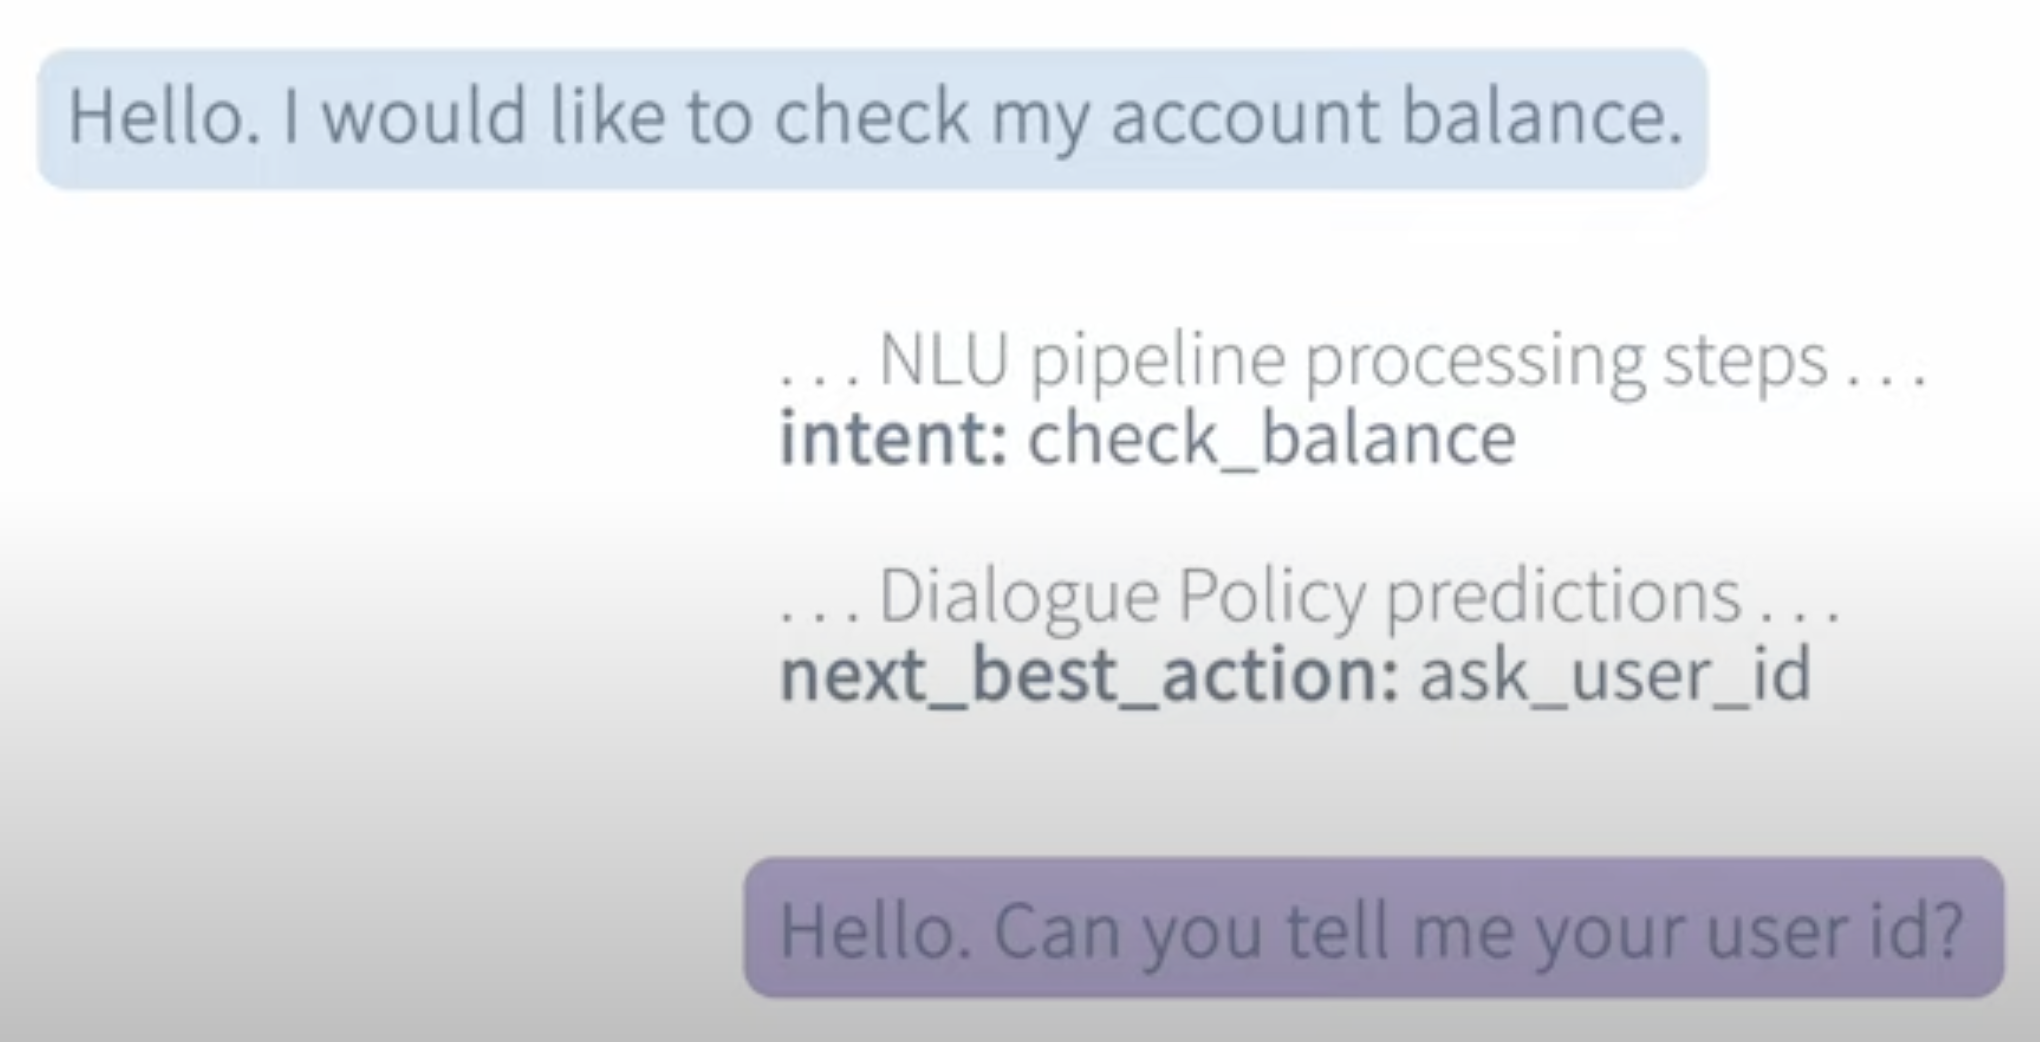 Hello. I would like to check my account balance.
. . . NLU pipeline processing steps . . .
intent: check_balance
. . . Dialogue Policy predictions . . .
next_best_action: ask_user_id
Hello. Can you tell me your user id?